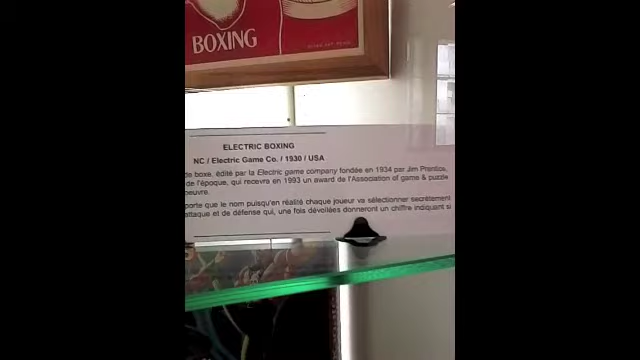 BOXING
ELECTRIC BOXING
NC / Electric Game Co. / 1930 / USA
de boxe, édité par la Electric game company fondée en 1934 par Jim Prentice,
de l'époque, qui recevra en 1993 un award de l'Association of game & puzzle
porte que le nom puisqu'en réalité chaque joueur va sélectionner secrètement
attaque et de défense qui, une fois dévoilées donneront un chiffre indiquant si